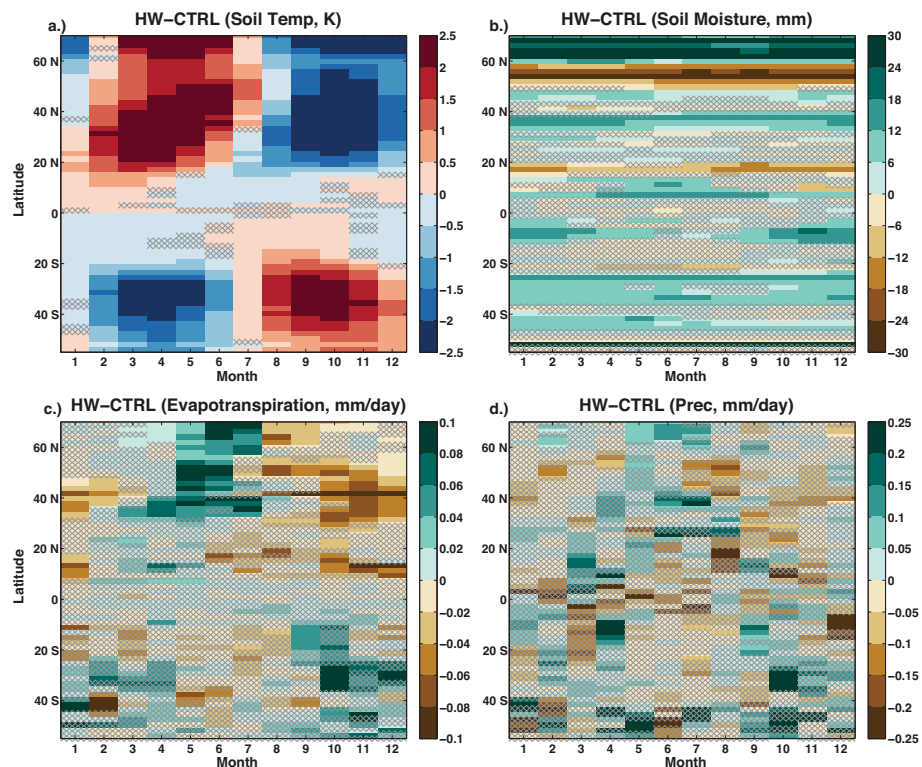 a.) HW−CTRL (Soil Temp, K)
60 N
40 N
20 N
0
20 S
40 S
Latitude
1 2 3 4 5 6 7 8 9 10 11 12
Month
2.5
2
1.5
1
0.5
0
−0.5
−1
−1.5
−2
−2.5
b.) HW−CTRL (Soil Moisture, mm)
60 N
40 N
20 N
0
20 S
40 S
1 2 3 4 5 6 7 8 9 10 11 12
Month
30
24
18
12
6
0
−6
−12
−18
−24
−30
c.) HW−CTRL (Evapotranspiration, mm/day)
60 N
40 N
20 N
0
20 S
40 S
Latitude
1 2 3 4 5 6 7 8 9 10 11 12
Month
0.1
0.08
0.06
0.04
0.02
0
−0.02
−0.04
−0.06
−0.08
−0.1
d.) HW−CTRL (Prec, mm/day)
60 N
40 N
20 N
0
20 S
40 S
1 2 3 4 5 6 7 8 9 10 11 12
Month
0.25
0.2
0.15
0.1
0.05
0
−0.05
−0.1
−0.15
−0.2
−0.25